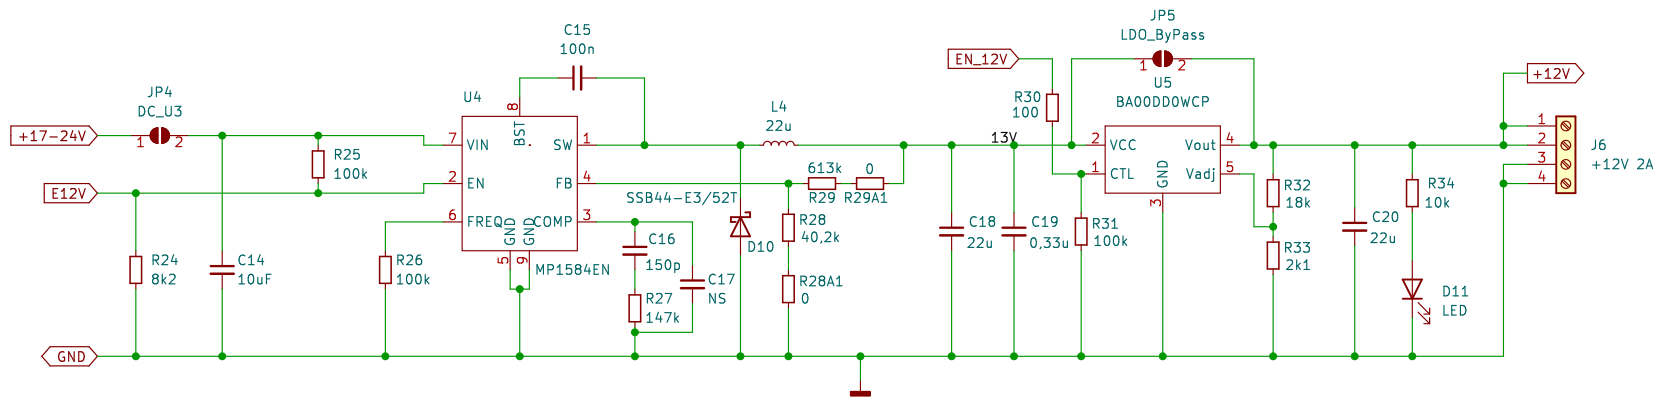 +17-24V
JP4
DC_U3
1
2
E12V
GND
R24
8k2
C14
10uF
R25
100k
R26
100k
U4
8
BST
7
VIN
2
EN
6
FREQ
SW
1
FB
4
COMP
3
GND
GND
5
9
MP1584EN
C15
100n
C16
150p
R27
147k
C17
NS
SSB44-E3/52T
D10
L4
22u
613k
R29
0
R29A1
R28
40,2k
R28A1
0
C18
22u
13V
C19
0,33u
EN_12V
R30
100
R31
100k
JP5
LDO_ByPass
1
2
U5
BA00DD0WCP
2
VCC
1
CTL
Vout
4
Vadj
5
GND
3
R32
18k
R33
2k1
C20
22u
R34
10k
D11
LED
+12V
1
2
3
4
J6
+12V 2A